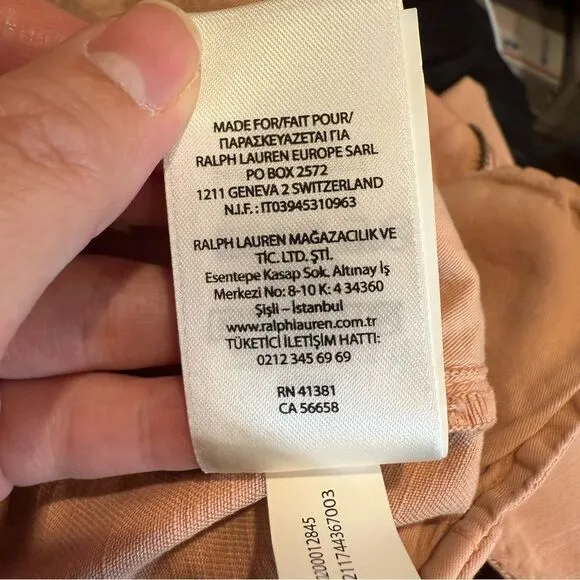 MADE FOR/FAIT POUR/
ΠΑΡΑΣΚΕΥΑΖΕΤΑΙ ΓΙΑ
RALPH LAUREN EUROPE SARL
PO BOX 2572
1211 GENEVA 2 SWITZERLAND
N.I.F.: IT03945310963
RALPH LAUREN MAĞAZACILIK VE
TİC. LTD. ŞTİ.
Esentepe Kasap Sok. Altınay İş
Merkezi No: 8-10 K: 4 34360
Şişli – İstanbul
www.ralphlauren.com.tr
TÜKETİCİ İLETİŞİM HATTI:
0212 345 69 69
RN 41381
CA 56658
200012845
211744367003